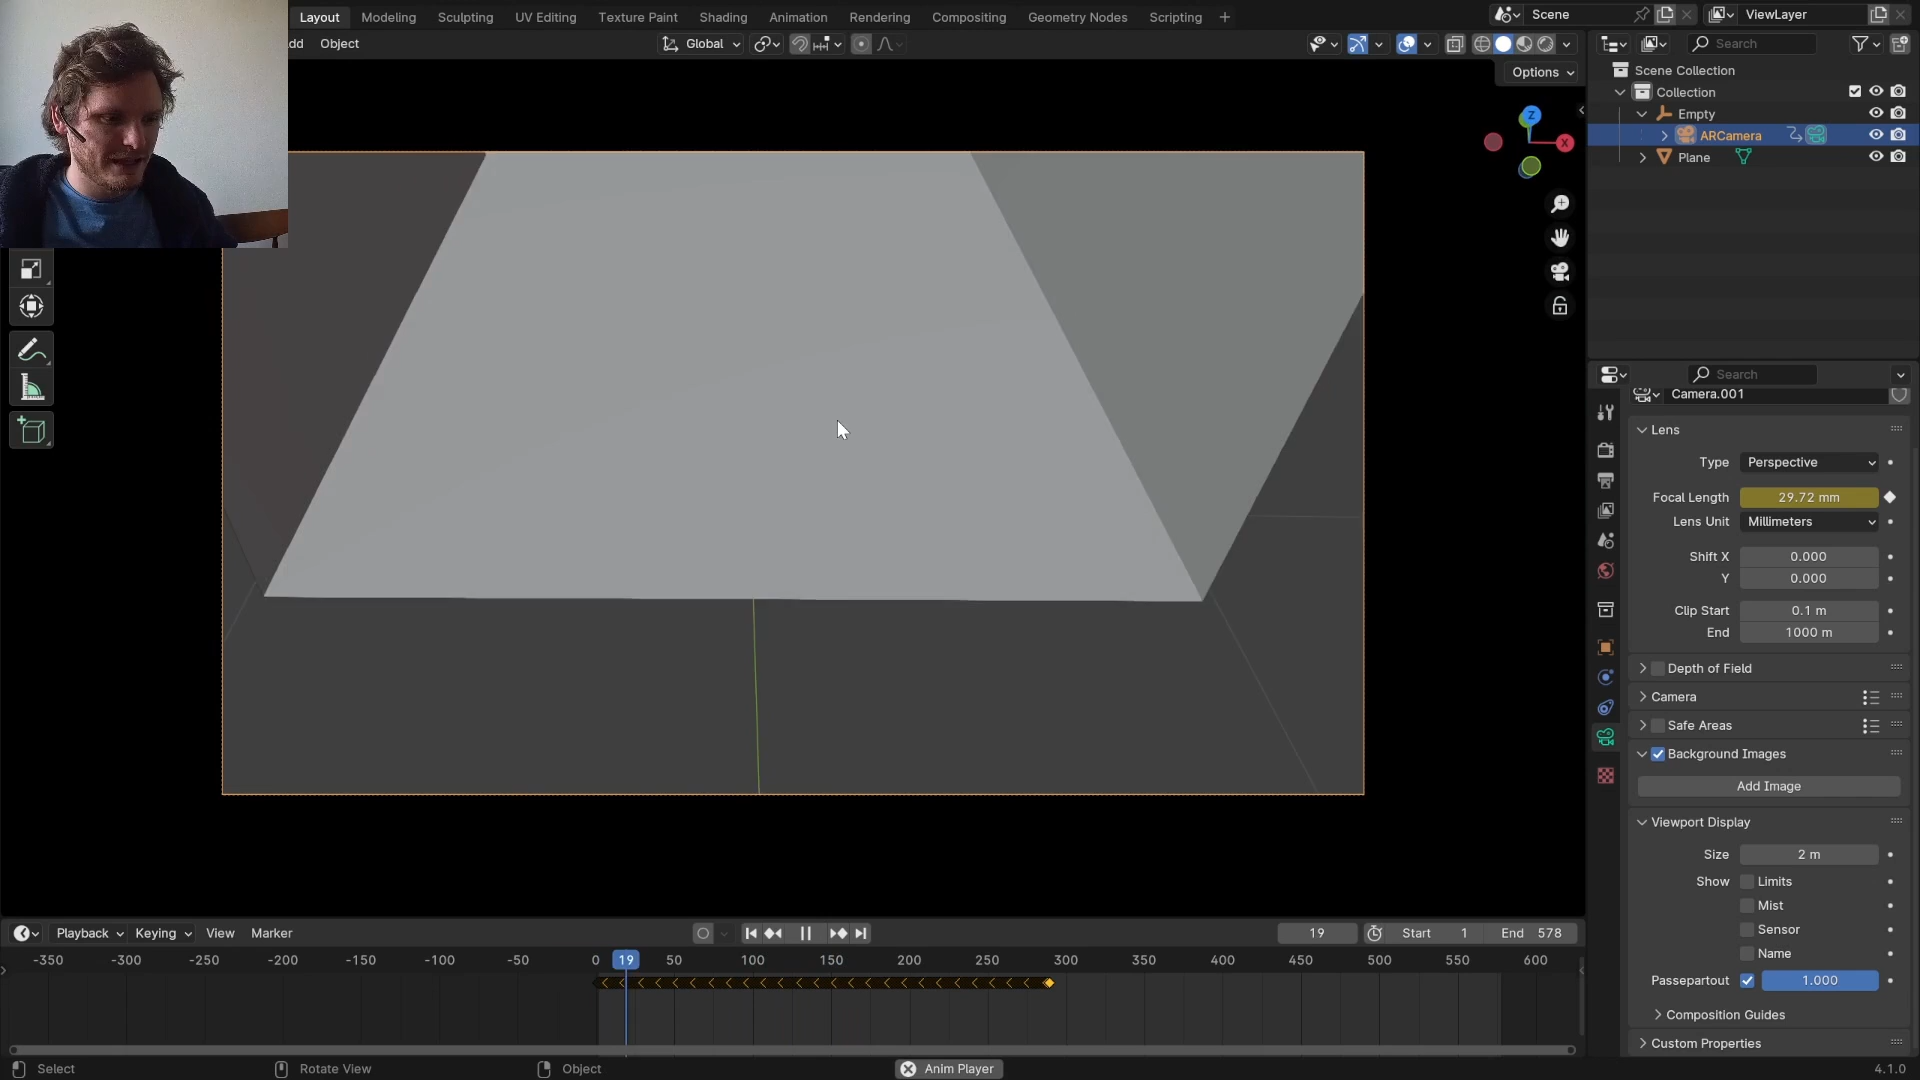 Layout
Modeling
Sculpting
UV Editing
Texture Paint
Shading
Animation
Rendering
Compositing
Geometry Nodes
Scripting
Scene
ViewLayer
dd
Object
Global
Search
Options
Scene Collection
Collection
Empty
ARCamera
Plane
Z
X
Search
Camera.001
Lens
Type Perspective
Focal Length 29.72 mm
Lens Unit Millimeters
Shift X 0.000
Y 0.000
Clip Start 0.1 m
End 1000 m
Depth of Field
Camera
Safe Areas
Background Images
Add Image
Viewport Display
Size 2 m
Show Limits
Mist
Sensor
Name
Passepartout 1.000
Composition Guides
Custom Properties
Playback Keying View Marker
19 Start 1 End 578
-350 -300 -250 -200 -150 -100 -50 0 19 50 100 150 200 250 300 350 400 450 500 550 600
Select Rotate View Object Anim Player 4.1.0